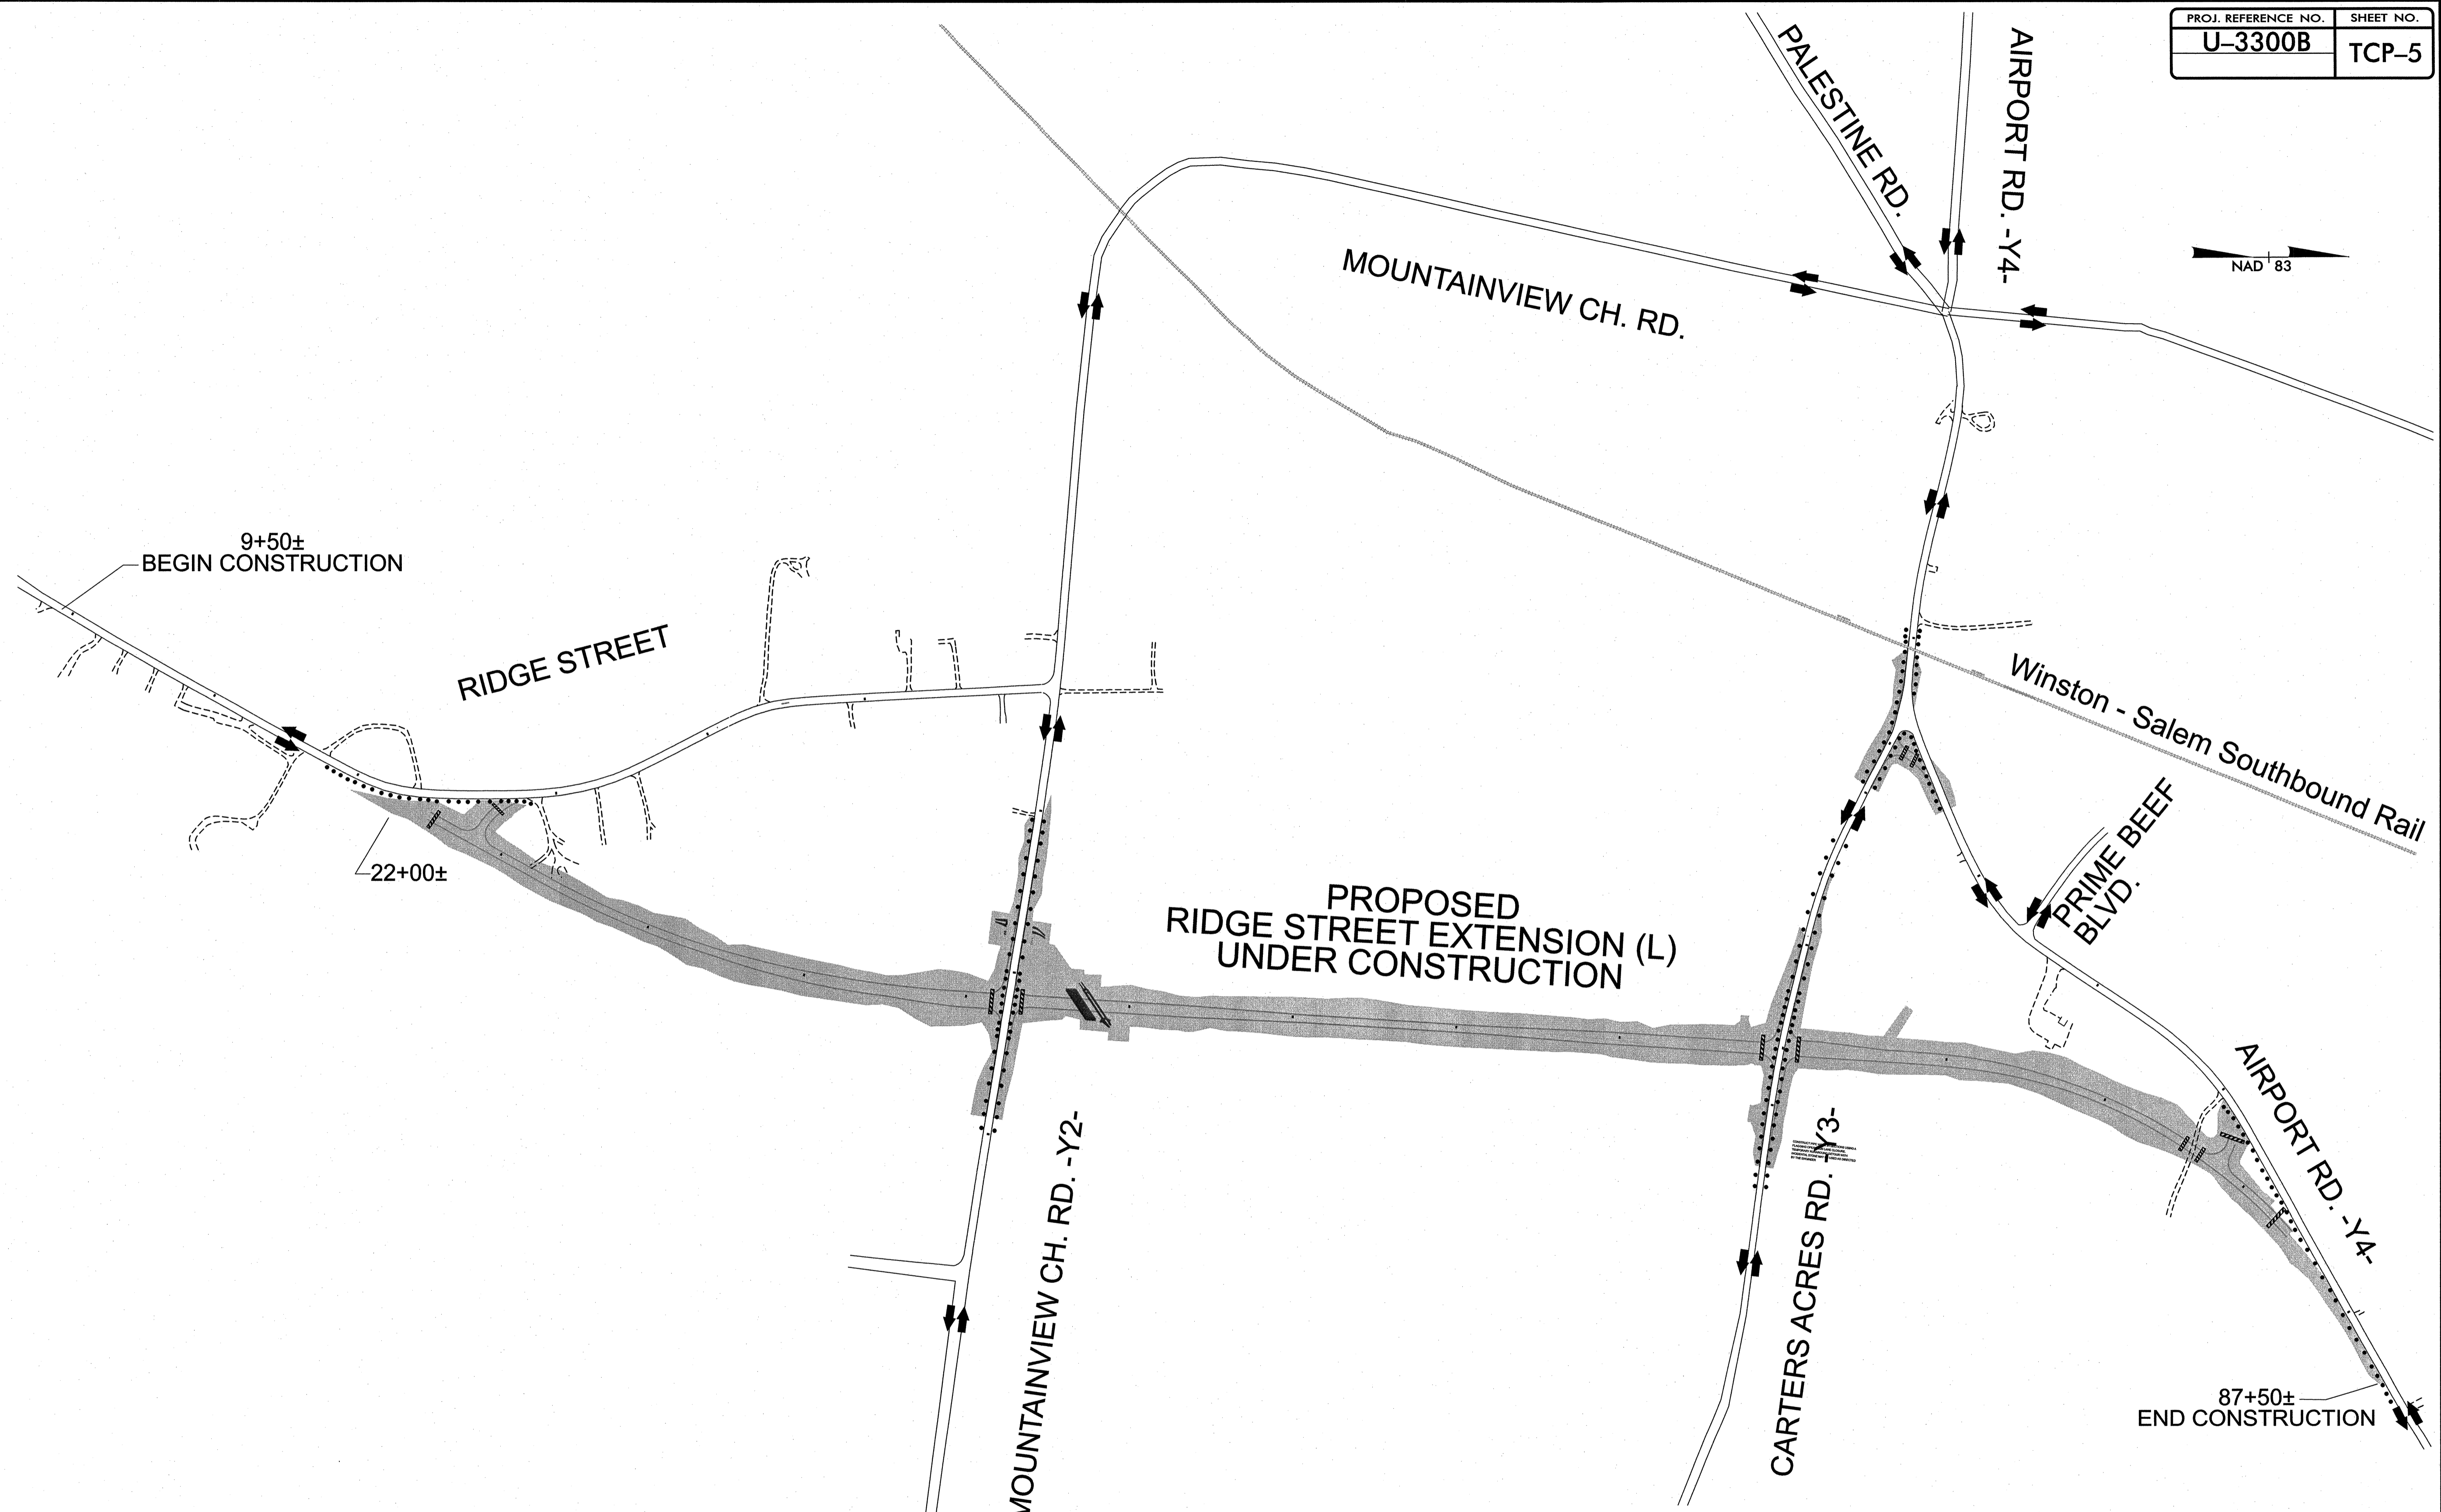 PROJ. REFERENCE NO.
SHEET NO.
U-3300B
TCP-5
PALESTINE RD.
AIRPORT RD. -Y4-
NAD 83
MOUNTAINVIEW CH. RD.
9+50±
BEGIN CONSTRUCTION
RIDGE STREET
Winston - Salem Southbound Rail
PRIME BEEF
BLVD.
22+00±
PROPOSED
RIDGE STREET EXTENSION (L)
UNDER CONSTRUCTION
AIRPORT RD. -Y4-
MOUNTAINVIEW CH. RD. -Y2-
CARTERS ACRES RD. -Y3-
87+50±
END CONSTRUCTION